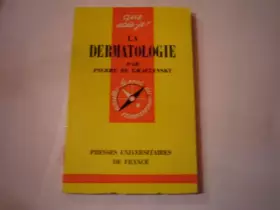 que
sais-je?
LA
DERMATOLOGIE
PAR
PIERRE DE GRACIANSKY
PRESSES UNIVERSITAIRES
DE FRANCE